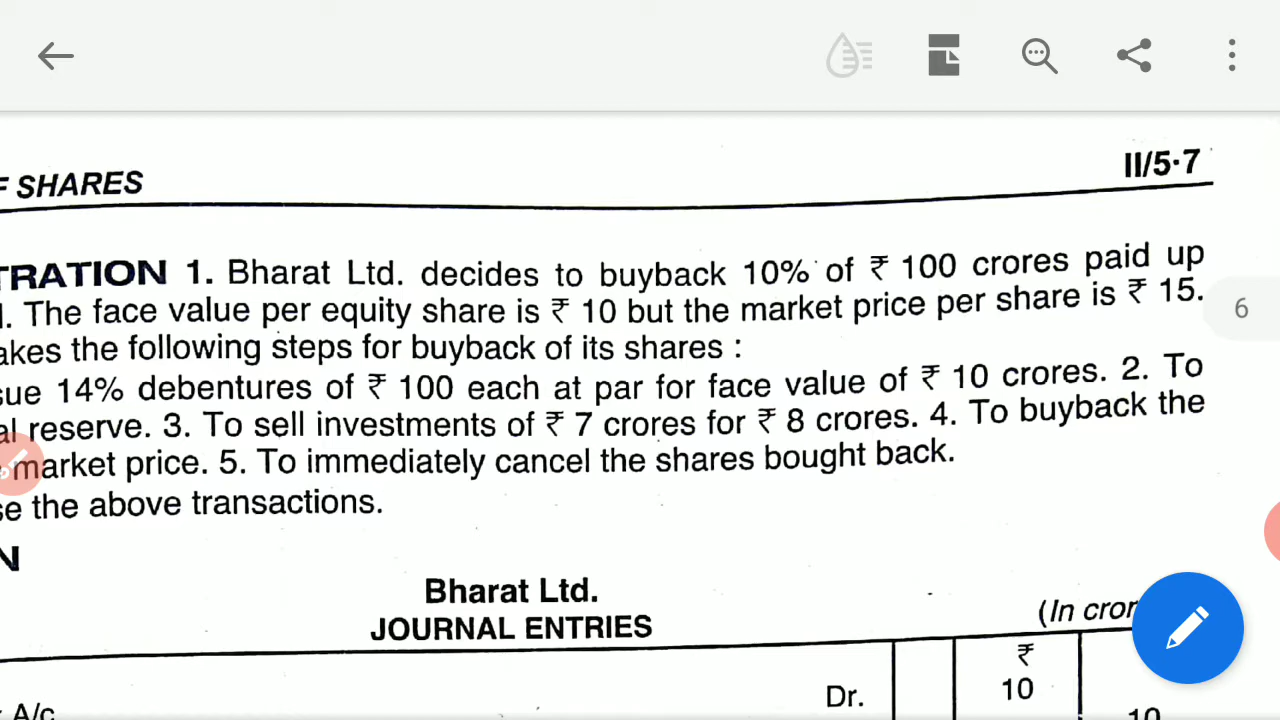 F SHARES
II/5·7
TRATION 1. Bharat Ltd. decides to buyback 10% of ₹ 100 crores paid up
l. The face value per equity share is ₹ 10 but the market price per share is ₹ 15.
akes the following steps for buyback of its shares :
sue 14% debentures of ₹ 100 each at par for face value of ₹ 10 crores. 2. To
al reserve. 3. To sell investments of ₹ 7 crores for ₹ 8 crores. 4. To buyback the
market price. 5. To immediately cancel the shares bought back.
se the above transactions.
N
Bharat Ltd.
JOURNAL ENTRIES
(In cror
₹
A/c Dr. 10
10
6